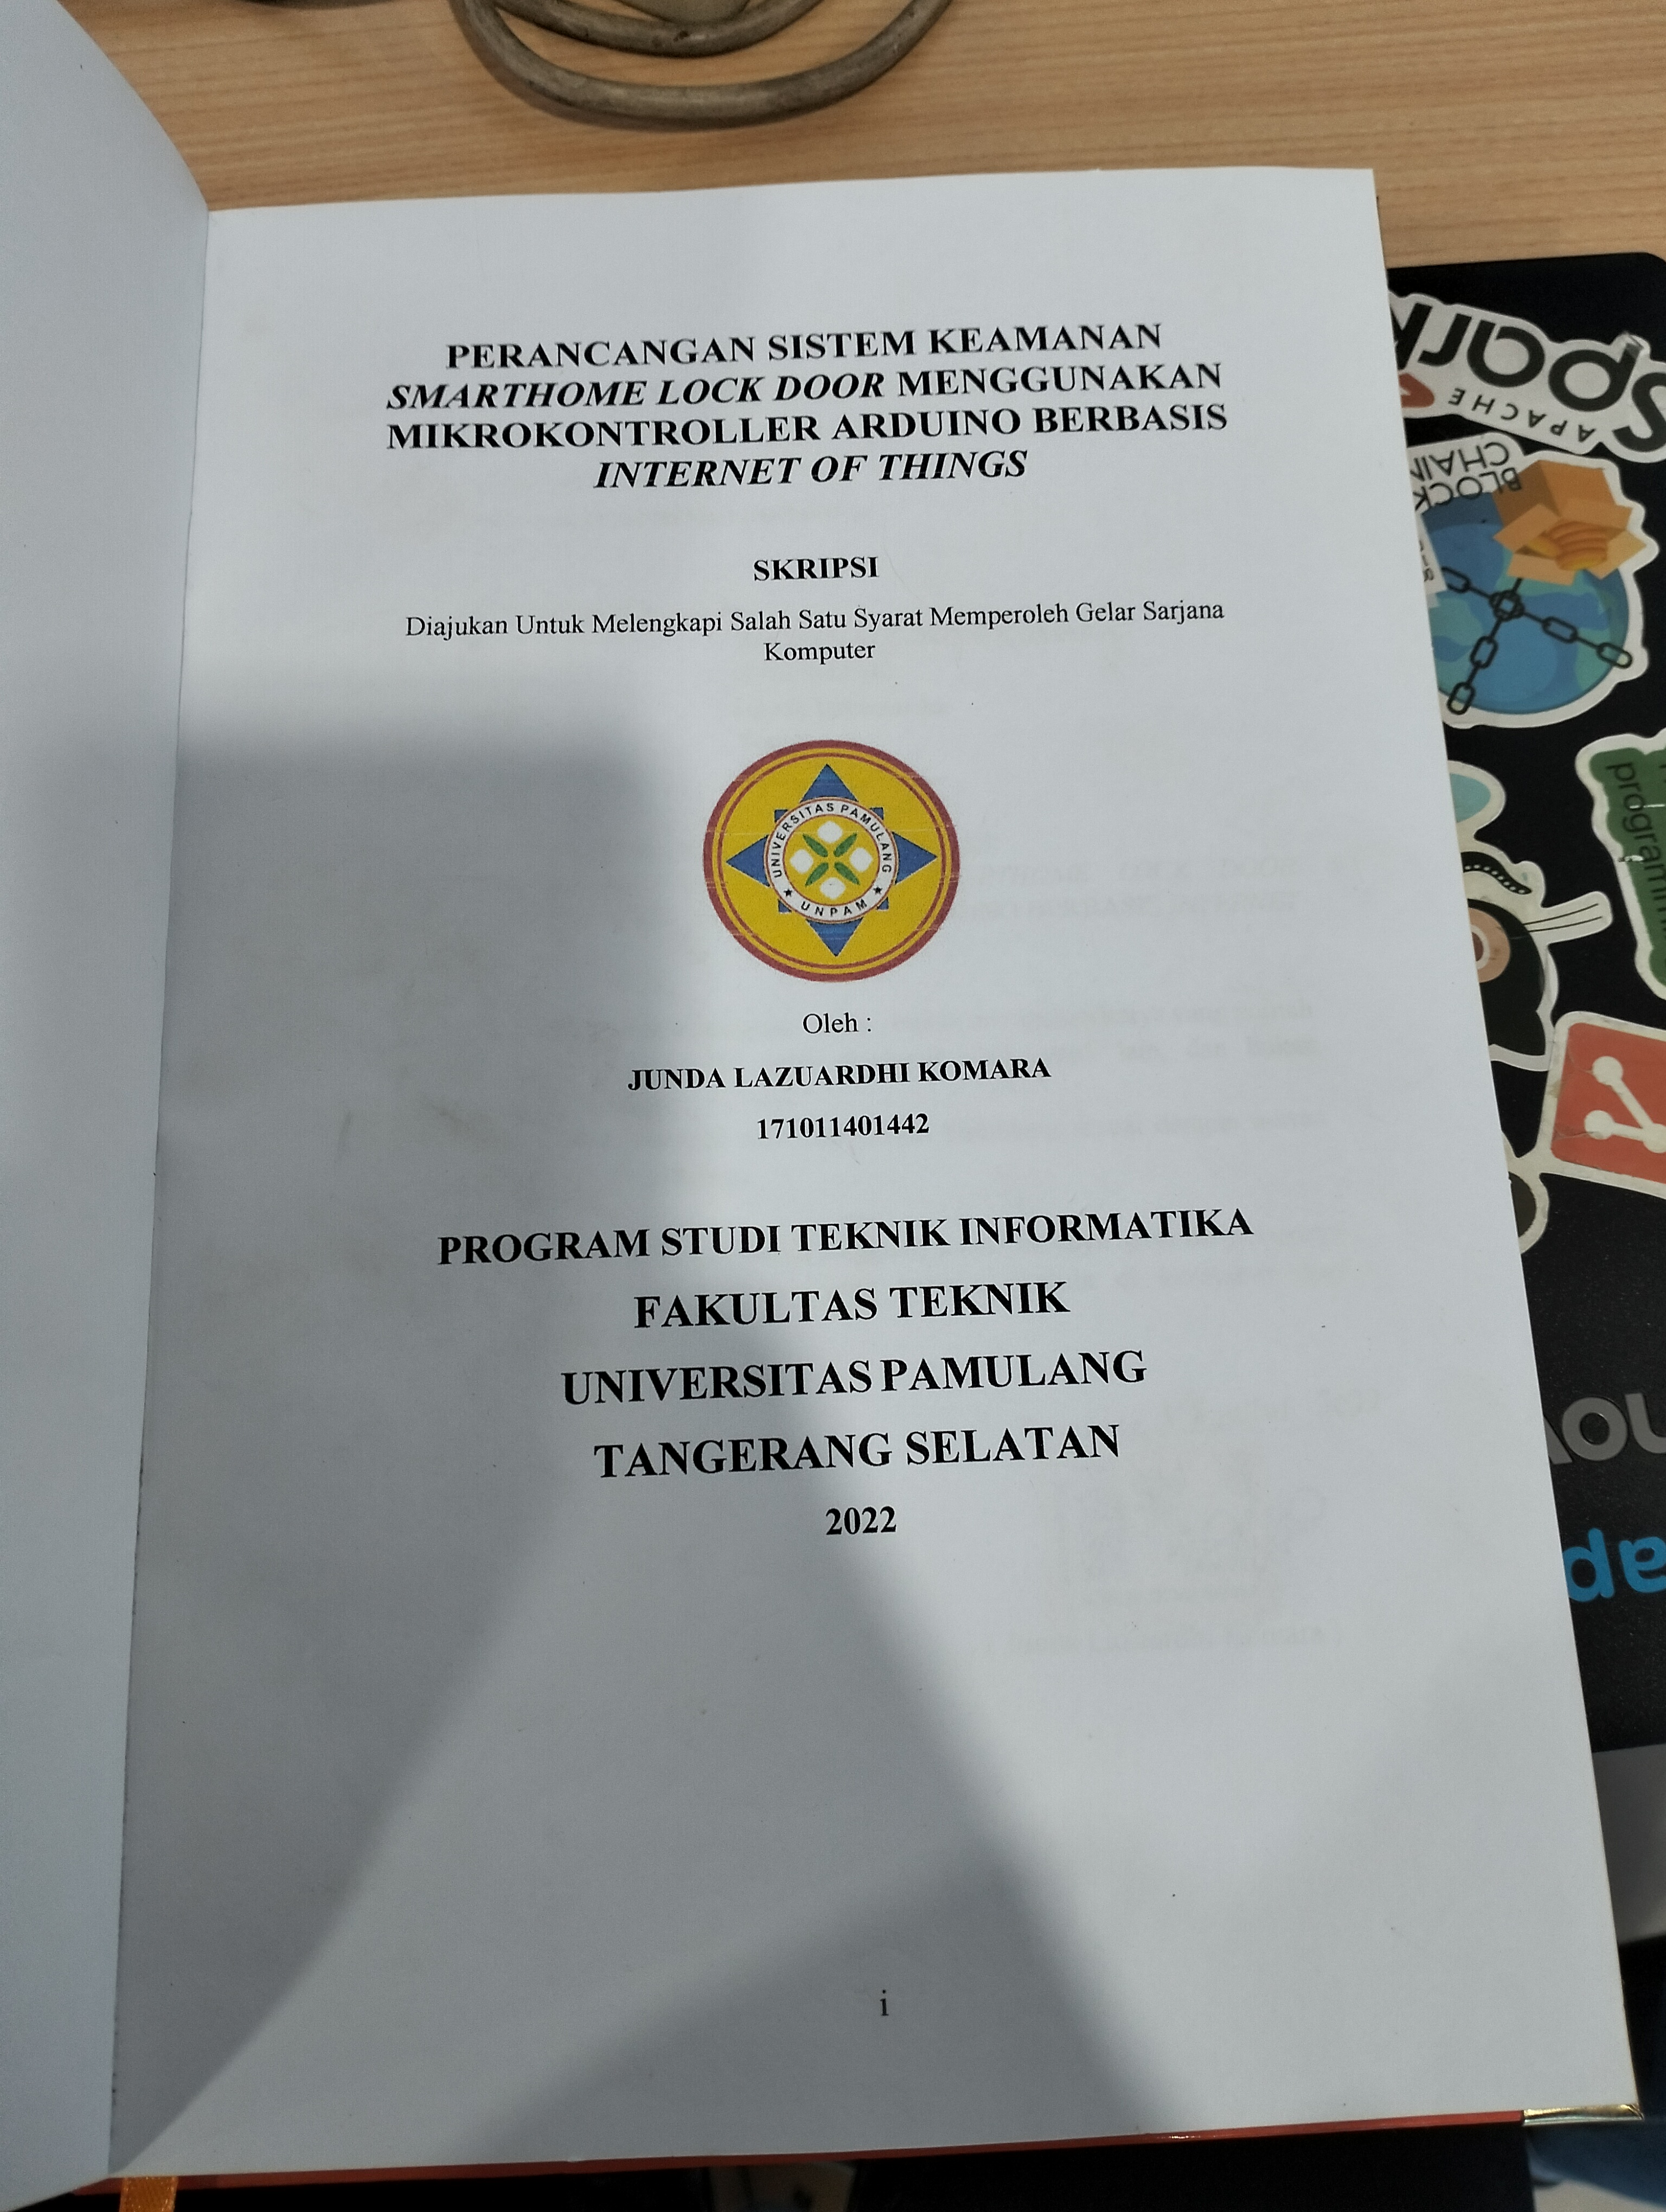 PERANCANGAN SISTEM KEAMANAN
SMARTHOME LOCK DOOR MENGGUNAKAN
MIKROKONTROLLER ARDUINO BERBASIS
INTERNET OF THINGS
SKRIPSI
Diajukan Untuk Melengkapi Salah Satu Syarat Memperoleh Gelar Sarjana
Komputer
UNIVERSITAS PAMULANG
★ UNPAM ★
Oleh :
JUNDA LAZUARDHI KOMARA
171011401442
PROGRAM STUDI TEKNIK INFORMATIKA
FAKULTAS TEKNIK
UNIVERSITAS PAMULANG
TANGERANG SELATAN
2022
i
APACHE
Spark
BLOCK
CHAIN